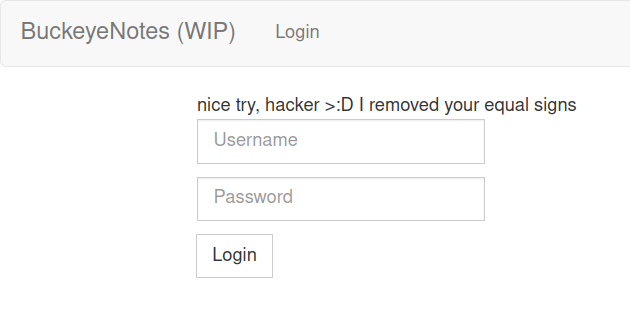 BuckeyeNotes (WIP) Login
nice try, hacker >:D I removed your equal signs
Username
Password
Login